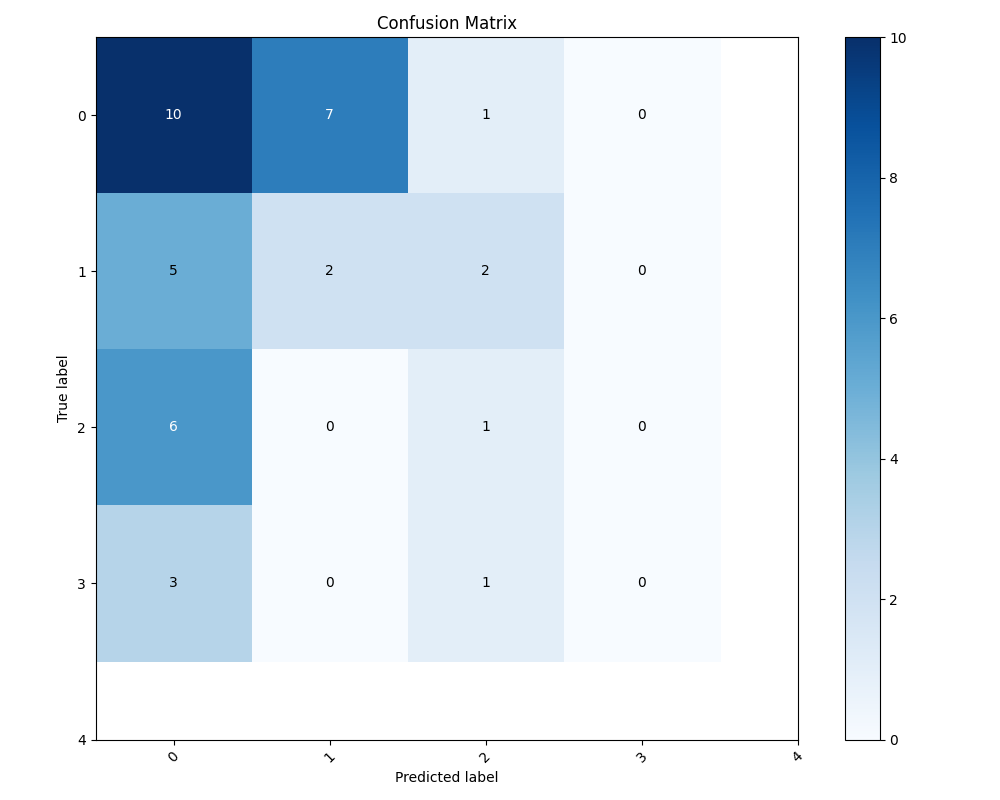 Confusion Matrix
True label
0 10 7 1 0
1 5 2 2 0
2 6 0 1 0
3 3 0 1 0
4
0 1 2 3 4
Predicted label
10
8
6
4
2
0